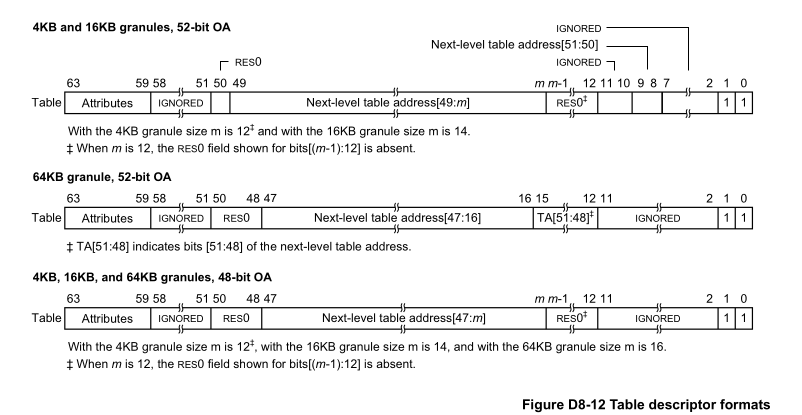 4KB and 16KB granules, 52-bit OA
IGNORED
Next-level table address[51:50]
RES0
IGNORED
63 59 58 51 50 49 m m-1 12 11 10 9 8 7 2 1 0
Table Attributes IGNORED Next-level table address[49:m] RES0‡ 1 1
With the 4KB granule size m is 12‡ and with the 16KB granule size m is 14.
‡ When m is 12, the RES0 field shown for bits[(m-1):12] is absent.
64KB granule, 52-bit OA
63 59 58 51 50 48 47 16 15 12 11 2 1 0
Table Attributes IGNORED RES0 Next-level table address[47:16] TA[51:48]‡ IGNORED 1 1
‡ TA[51:48] indicates bits [51:48] of the next-level table address.
4KB, 16KB, and 64KB granules, 48-bit OA
63 59 58 51 50 48 47 m m-1 12 11 2 1 0
Table Attributes IGNORED RES0 Next-level table address[47:m] RES0‡ IGNORED 1 1
With the 4KB granule size m is 12‡, with the 16KB granule size m is 14, and with the 64KB granule size m is 16.
‡ When m is 12, the RES0 field shown for bits[(m-1):12] is absent.
Figure D8-12 Table descriptor formats